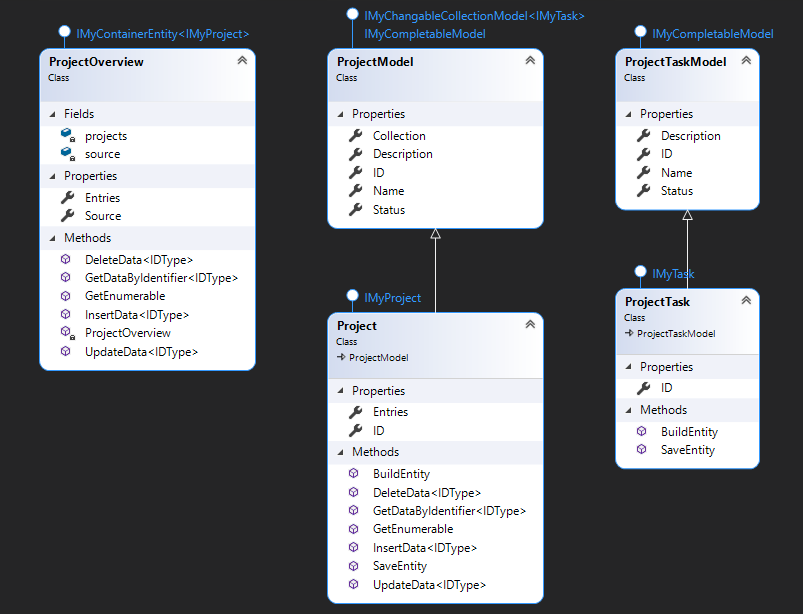 IMyContainerEntity<IMyProject>
ProjectOverview
Class
Fields
projects
source
Properties
Entries
Source
Methods
DeleteData<IDType>
GetDataByIdentifier<IDType>
GetEnumerable
InsertData<IDType>
ProjectOverview
UpdateData<IDType>
IMyChangableCollectionModel<IMyTask>
IMyCompletableModel
ProjectModel
Class
Properties
Collection
Description
ID
Name
Status
IMyProject
Project
Class
ProjectModel
Properties
Entries
ID
Methods
BuildEntity
DeleteData<IDType>
GetDataByIdentifier<IDType>
GetEnumerable
InsertData<IDType>
SaveEntity
UpdateData<IDType>
IMyCompletableModel
ProjectTaskModel
Class
Properties
Description
ID
Name
Status
IMyTask
ProjectTask
Class
ProjectTaskModel
Properties
ID
Methods
BuildEntity
SaveEntity